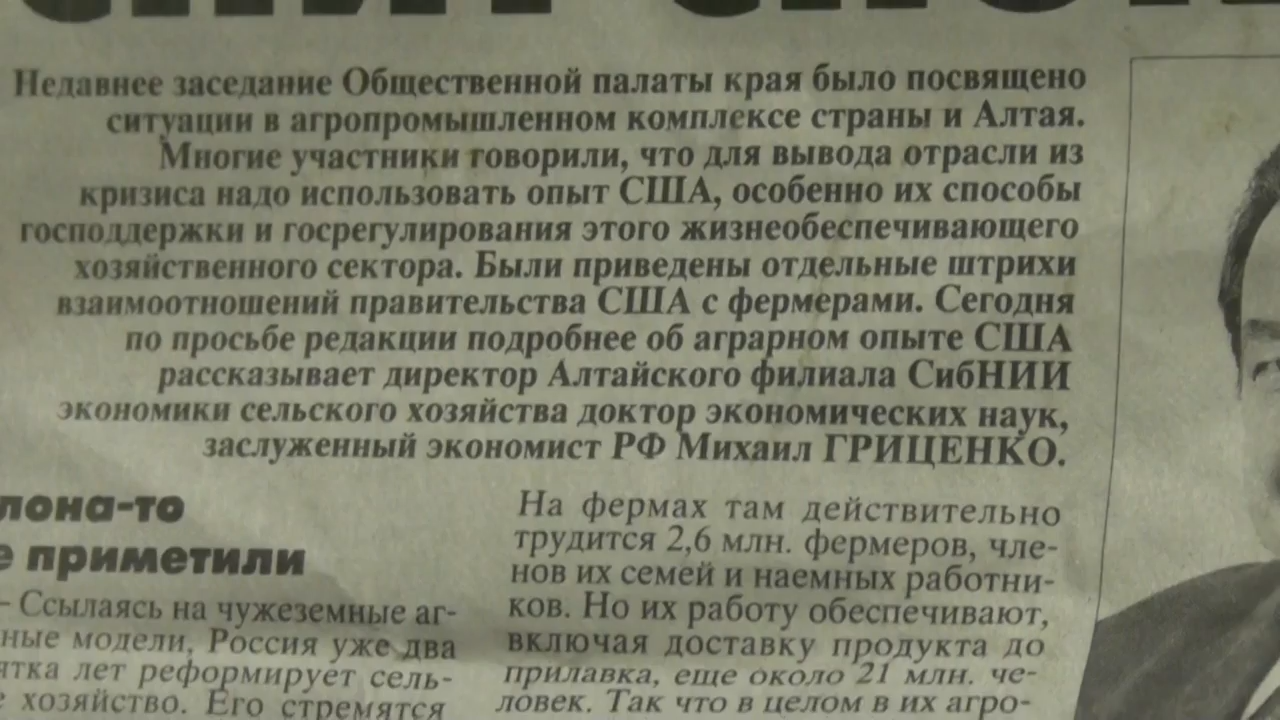 Недавнее заседание Общественной палаты края было посвящено
ситуации в агропромышленном комплексе страны и Алтая.
Многие участники говорили, что для вывода отрасли из
кризиса надо использовать опыт США, особенно их способы
господдержки и госрегулирования этого жизнеобеспечивающего
хозяйственного сектора. Были приведены отдельные штрихи
взаимоотношений правительства США с фермерами. Сегодня
по просьбе редакции подробнее об аграрном опыте США
рассказывает директор Алтайского филиала СибНИИ
экономики сельского хозяйства доктор экономических наук,
заслуженный экономист РФ Михаил ГРИЦЕНКО.
лона-то
е приметили
– Ссылаясь на чужеземные аг-
ные модели, Россия уже два
ятка лет реформирует сель-
е хозяйство. Его стремятся
На фермах там действительно
трудится 2,6 млн. фермеров, чле-
нов их семей и наемных работни-
ков. Но их работу обеспечивают,
включая доставку продукта до
прилавка, еще около 21 млн. че-
ловек. Так что в целом в их агро-